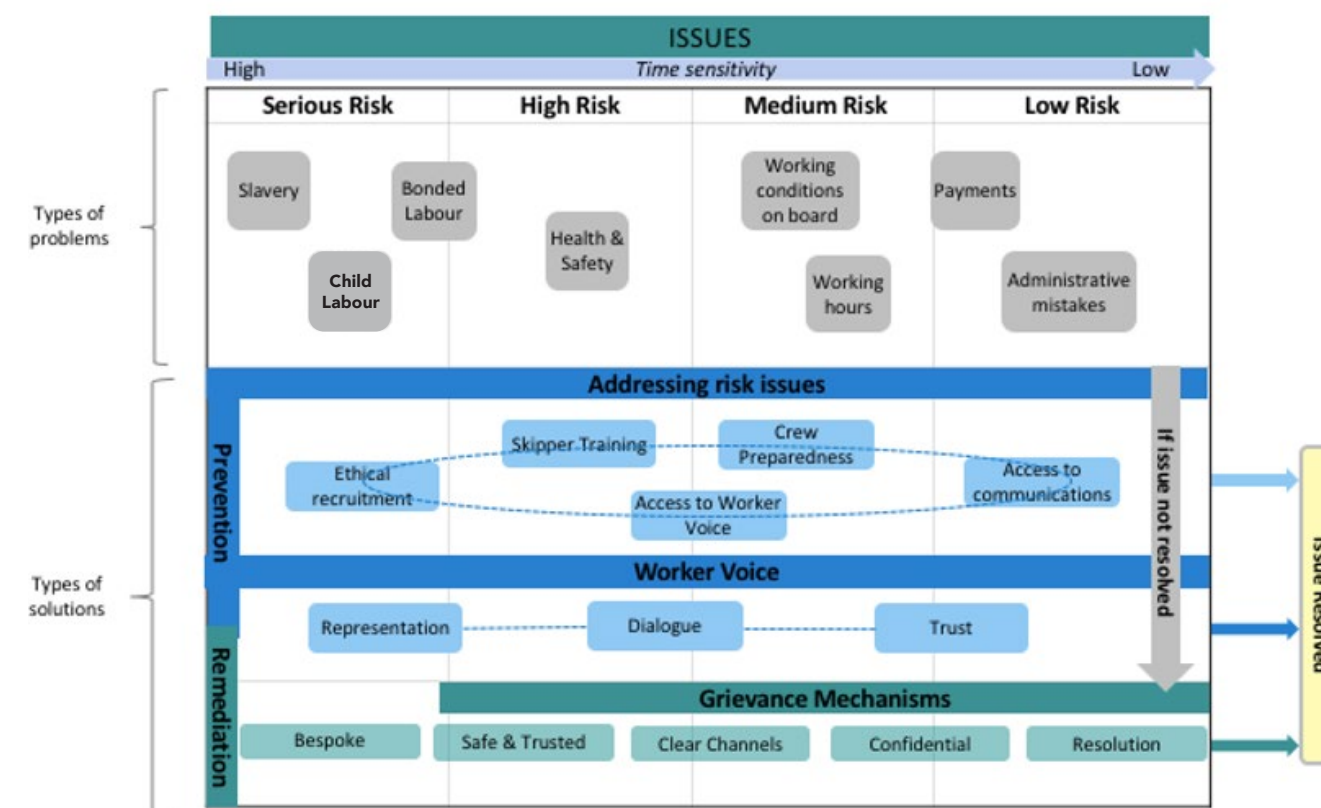 ISSUES
High
Time sensitivity
Low
Serious Risk
High Risk
Medium Risk
Low Risk
Types of
problems
Slavery
Bonded
Labour
Child
Labour
Health &
Safety
Working
conditions
on board
Working
hours
Payments
Administrative
mistakes
Types of
solutions
Prevention
Addressing risk issues
Ethical
recruitment
Skipper Training
Crew
Preparedness
Access to Worker
Voice
Access to
communications
If issue not resolved
Worker Voice
Representation
Dialogue
Trust
Remediation
Grievance Mechanisms
Bespoke
Safe & Trusted
Clear Channels
Confidential
Resolution
Issue Resolved